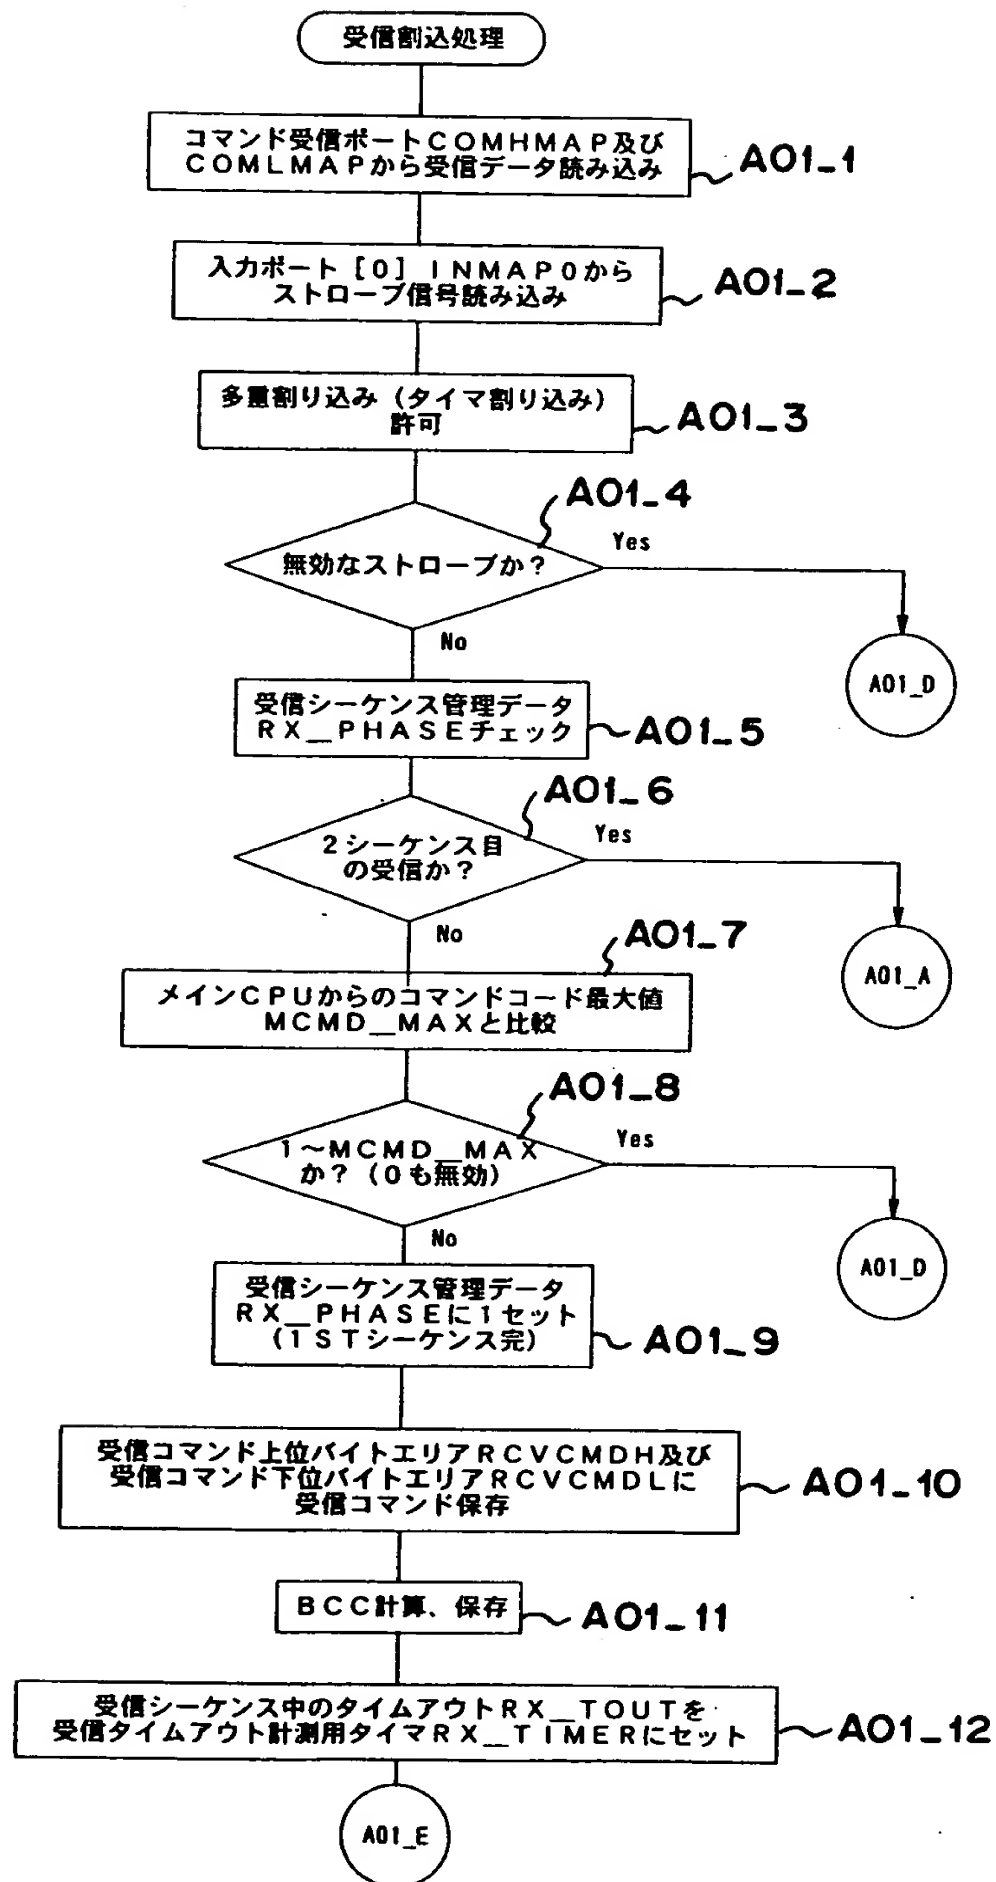 受信割込処理
コマンド受信ポートCOMHMAP及び
COMLMAPから受信データ読み込み
A01_1
入力ポート[0] INMAP0から
ストローブ信号読み込み
A01_2
多重割り込み(タイマ割り込み)
許可
A01_3
A01_4
無効なストローブか?
Yes
No
A01_D
受信シーケンス管理データ
RX_PHASEチェック
A01_5
A01_6
2シーケンス目
の受信か?
Yes
No
A01_A
A01_7
メインCPUからのコマンドコード最大値
MCMD_MAXと比較
A01_8
1~MCMD_MAX
か?(0も無効)
Yes
No
A01_D
受信シーケンス管理データ
RX_PHASEに1セット
(1STシーケンス完)
A01_9
受信コマンド上位バイトエリアRCVCMDH及び
受信コマンド下位バイトエリアRCVCMDLに
受信コマンド保存
A01_10
BCC計算、保存
A01_11
受信シーケンス中のタイムアウトRX_TOUTを
受信タイムアウト計測用タイマRX_TIMERにセット
A01_12
A01_E